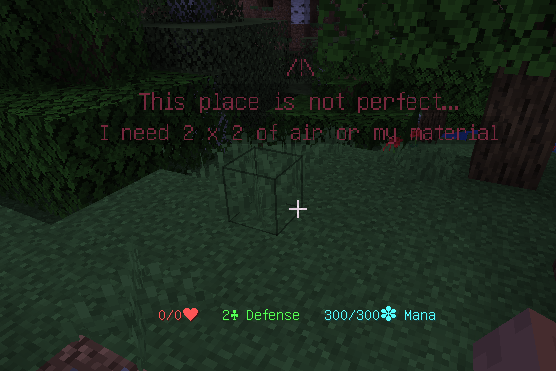 /|\
This place is not perfect...
I need 2 x 2 of air or my material
0/0❤ 2♣ Defense 300/300✽ Mana